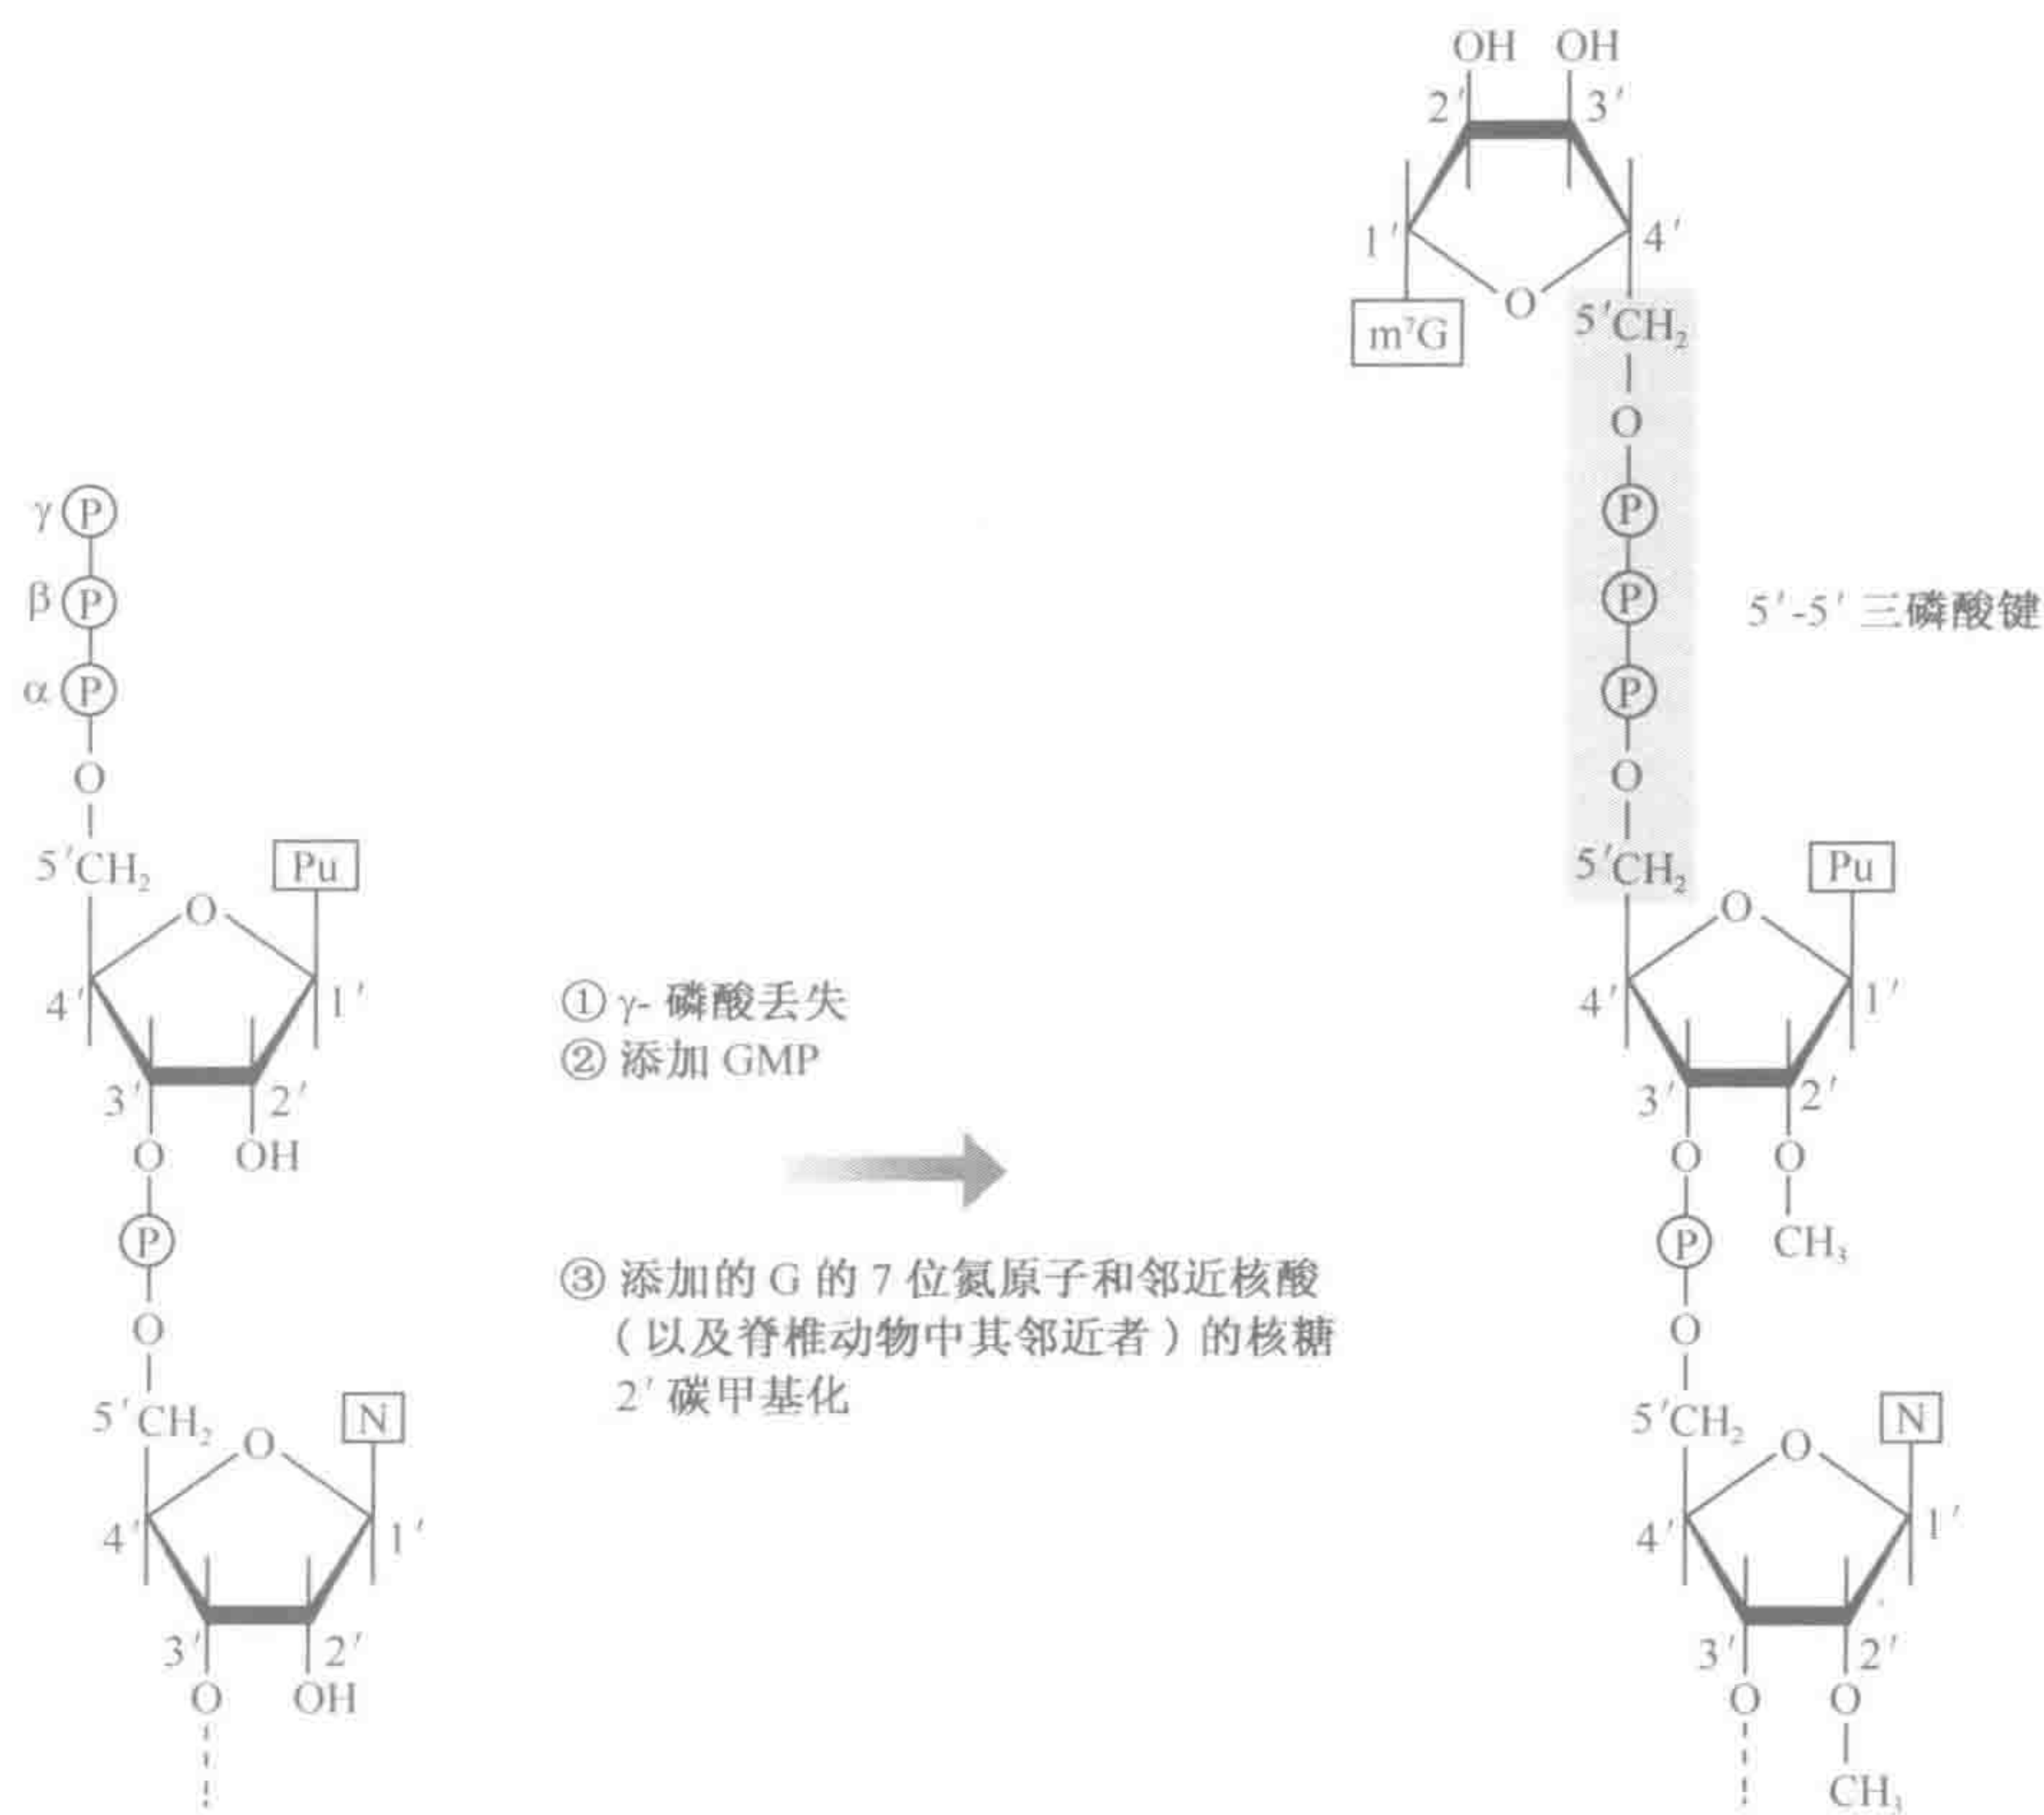 γ P
β P
α P
O
5′CH₂
Pu
O
4′
1′
3′
2′
O
OH
P
O
5′CH₂
N
O
4′
1′
3′
2′
O
OH
① γ- 磷酸丢失
② 添加 GMP
③ 添加的 G 的 7 位氮原子和邻近核酸
（以及脊椎动物中其邻近者）的核糖
2′ 碳甲基化
OH OH
2′
3′
1′
4′
m⁷G
O
5′CH₂
O
P
P
P
5′-5′ 三磷酸键
O
5′CH₂
Pu
O
4′
1′
3′
2′
O
O
P
CH₃
O
5′CH₂
N
O
4′
1′
3′
2′
O
O
CH₃